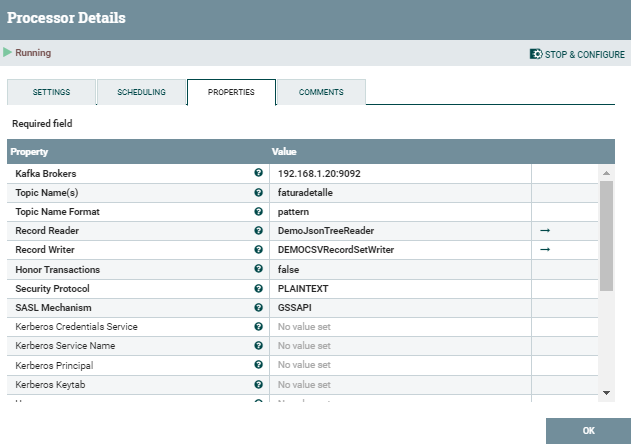 Processor Details
Running
STOP & CONFIGURE
SETTINGS SCHEDULING PROPERTIES COMMENTS
Required field
Property Value
Kafka Brokers 192.168.1.20:9092
Topic Name(s) faturadetalle
Topic Name Format pattern
Record Reader DemoJsonTreeReader
Record Writer DEMOCSVRecordSetWriter
Honor Transactions false
Security Protocol PLAINTEXT
SASL Mechanism GSSAPI
Kerberos Credentials Service No value set
Kerberos Service Name No value set
Kerberos Principal No value set
Kerberos Keytab No value set
OK